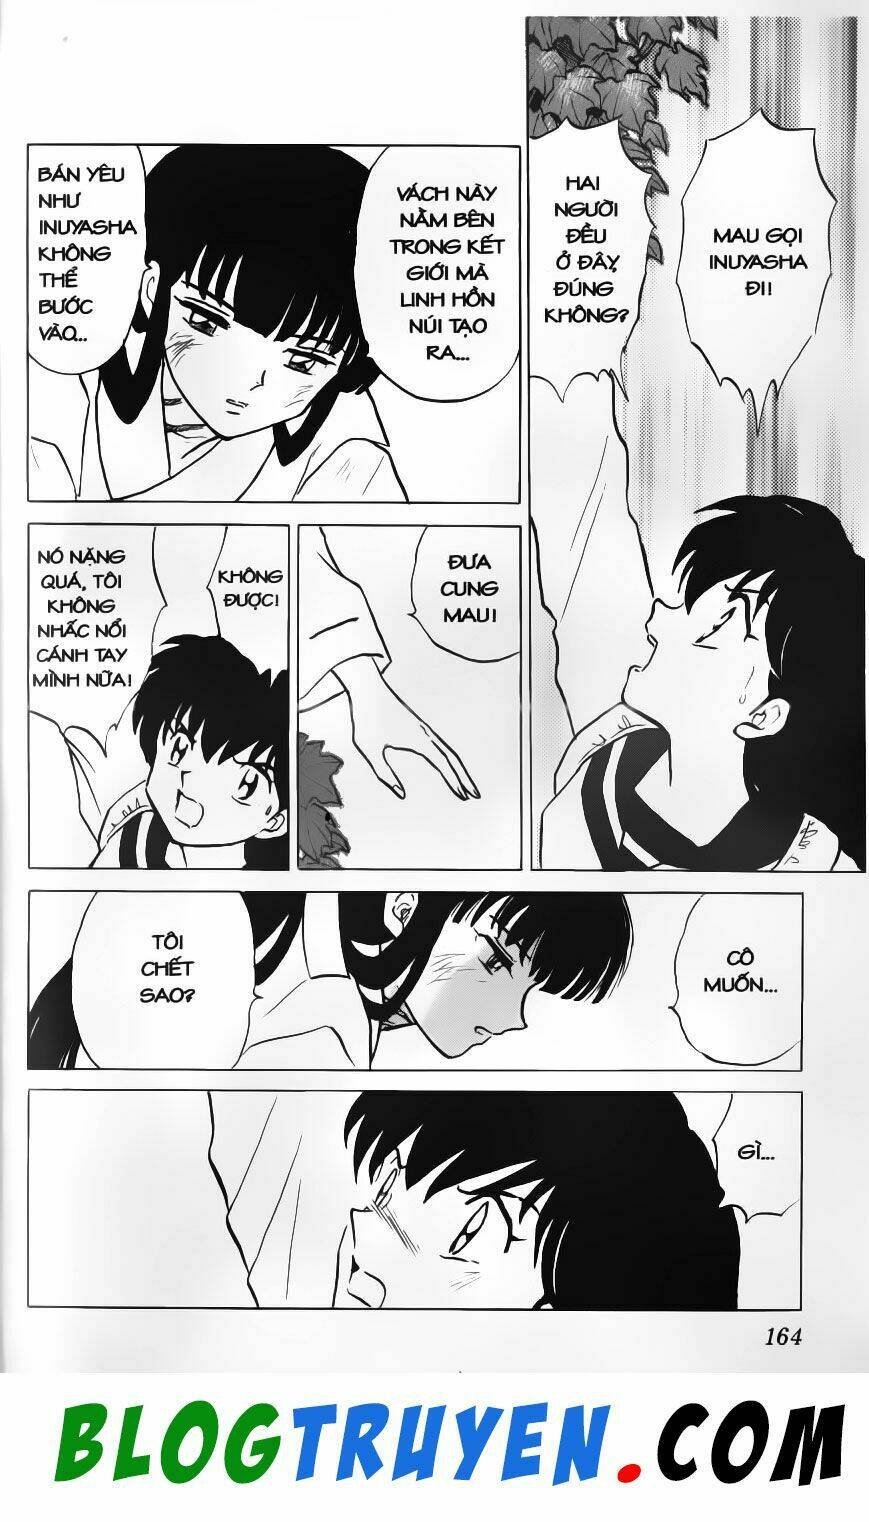 MAU GỌI
INUYASHA
ĐI!
HAI
NGƯỜI
ĐỀU
Ở ĐÂY,
ĐÚNG
KHÔNG?
VÁCH NÀY
NẰM BÊN
TRONG KẾT
GIỚI MÀ
LINH HỒN
NÚI TẠO
RA...
BÁN YÊU
NHƯ
INUYASHA
KHÔNG
THỂ
BƯỚC
VÀO...
ĐƯA
CUNG
MAU!
KHÔNG
ĐƯỢC!
NÓ NẶNG
QUÁ, TÔI
KHÔNG
NHẤC NỔI
CÁNH TAY
MÌNH NỮA!
CÔ
MUỐN...
TÔI
CHẾT
SAO?
GÌ...
164
BLOGTRUYEN.COM